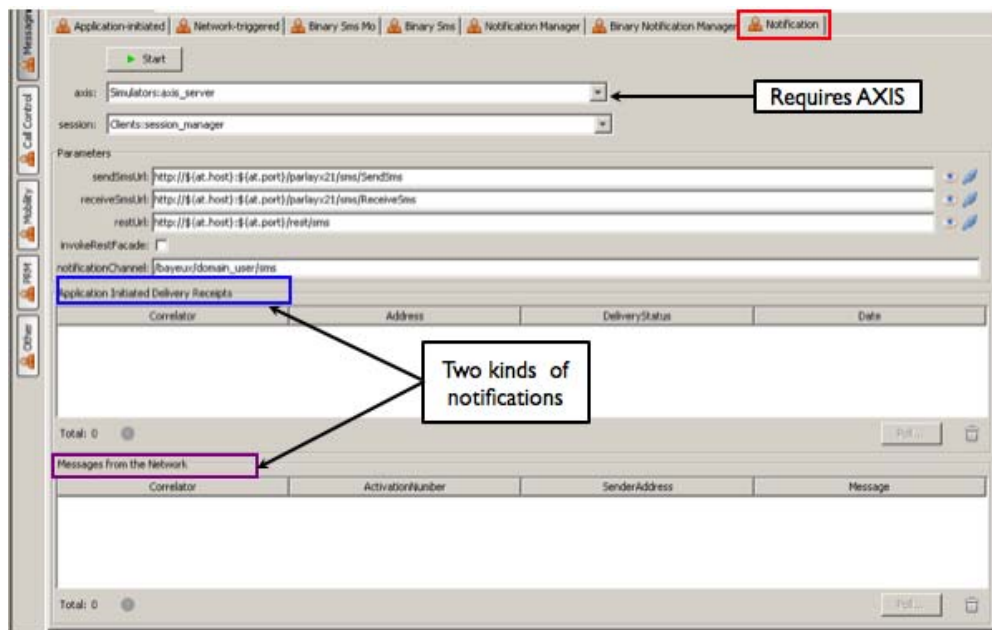 Messaging
Call Control
Mobility
PRM
Other
Application-initiated
Network-triggered
Binary Sms Mo
Binary Sms
Notification Manager
Binary Notification Manager
Notification
Start
axis: Simulators:axis_server
Requires AXIS
session: Clients:session_manager
Parameters
sendSmsUrl: http://${at.host}:${at.port}/parlayx21/sms/SendSms
receiveSmsUrl: http://${at.host}:${at.port}/parlayx21/sms/ReceiveSms
restUrl: http://${at.host}:${at.port}/rest/sms
invokeRestFacade:
notificationChannel: /bayeux/domain_user/sms
Application Initiated Delivery Receipts
Correlator Address DeliveryStatus Date
Two kinds of
notifications
Total: 0
Poll ...
Messages from the Network
Correlator ActivationNumber SenderAddress Message
Total: 0
Poll ...